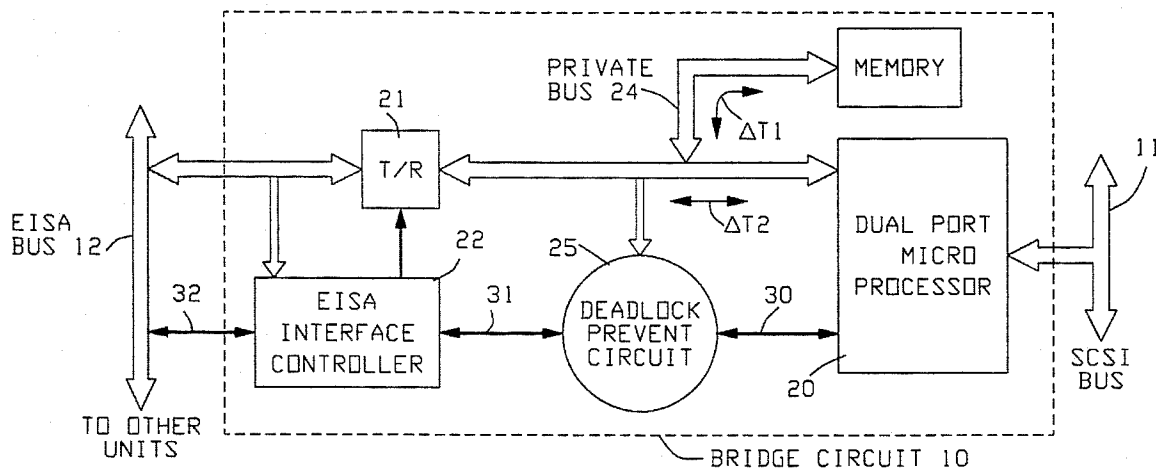 PRIVATE
BUS 24
MEMORY
21
ΔT1
11
T/R
EISA
BUS 12
ΔT2
DUAL PORT
MICRO
PROCESSOR
22
25
32
EISA
INTERFACE
CONTROLLER
31
DEADLOCK
PREVENT
CIRCUIT
30
20
SCSI
BUS
TO OTHER
UNITS
BRIDGE CIRCUIT 10